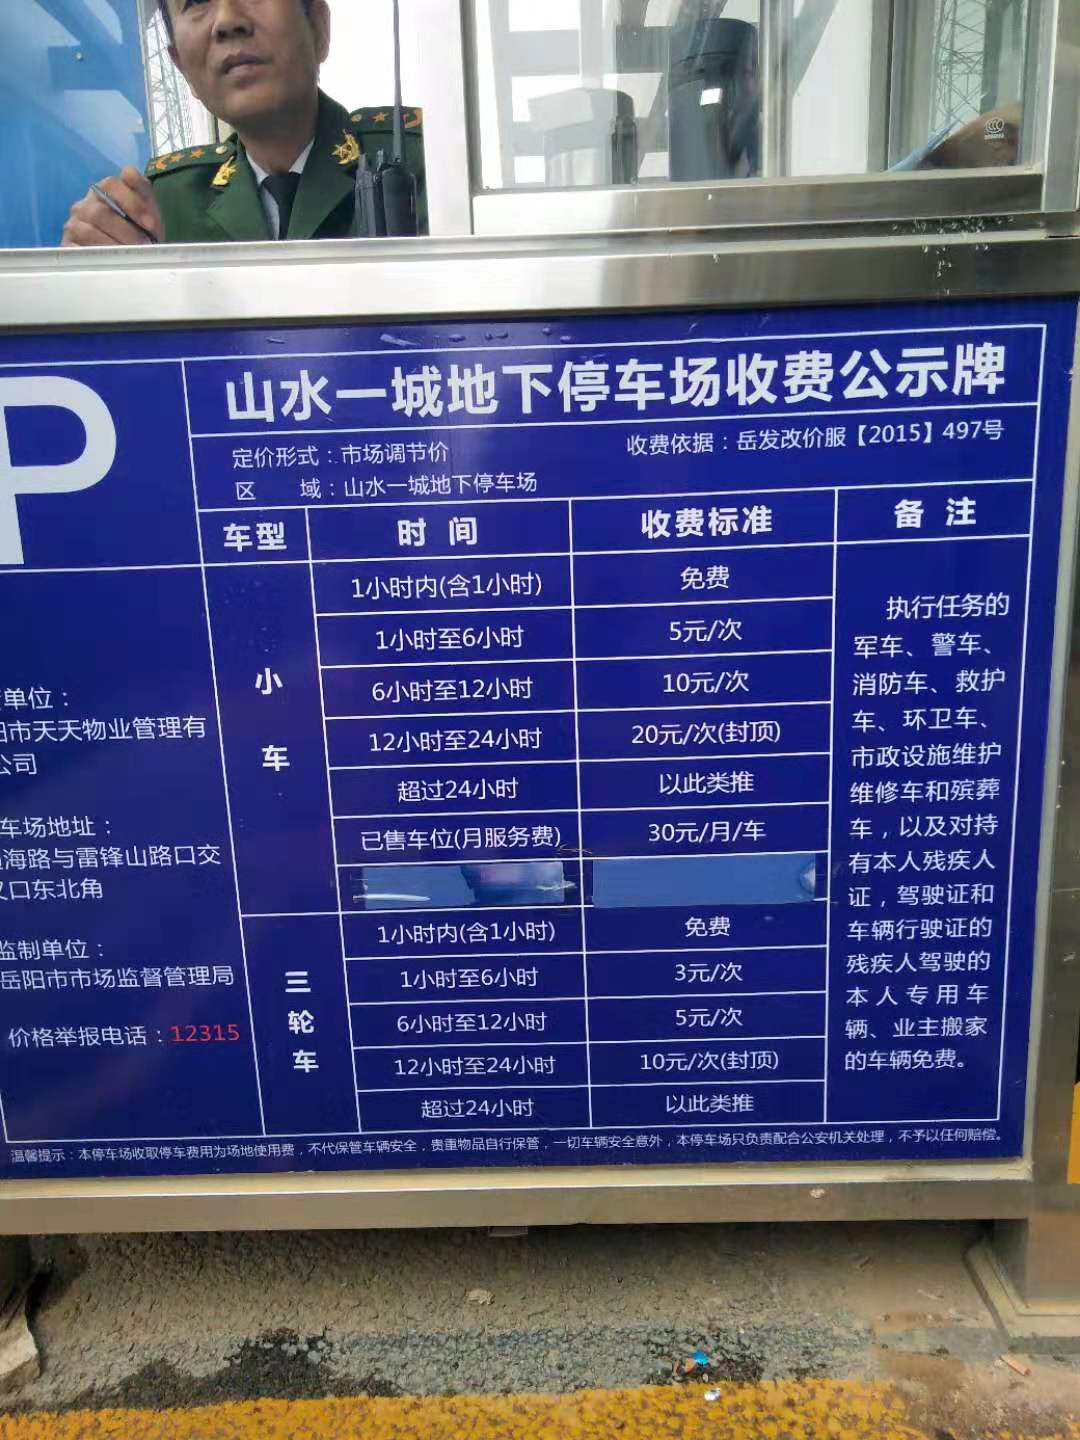 P
山水一城地下停车场收费公示牌
定价形式：市场调节价
收费依据：岳发改价服【2015】497号
区 域：山水一城地下停车场
车型 时 间 收费标准 备 注
小车
1小时内(含1小时) 免费
1小时至6小时 5元/次
6小时至12小时 10元/次
12小时至24小时 20元/次(封顶)
超过24小时 以此类推
已售车位(月服务费) 30元/月/车
三轮车
1小时内(含1小时) 免费
1小时至6小时 3元/次
6小时至12小时 5元/次
12小时至24小时 10元/次(封顶)
超过24小时 以此类推
执行任务的
军车、警车、
消防车、救护
车、环卫车、
市政设施维护
维修车和殡葬
车，以及对持
有本人残疾人
证，驾驶证和
车辆行驶证的
残疾人驾驶的
本人专用车
辆、业主搬家
的车辆免费。
单位：
阳市天天物业管理有
公司
车场地址：
海路与雷锋山路口交
叉口东北角
监制单位：
岳阳市市场监督管理局
价格举报电话：12315
温馨提示：本停车场收取停车费用为场地使用费，不代保管车辆安全，贵重物品自行保管，一切车辆安全意外，本停车场只负责配合公安机关处理，不予以任何赔偿。